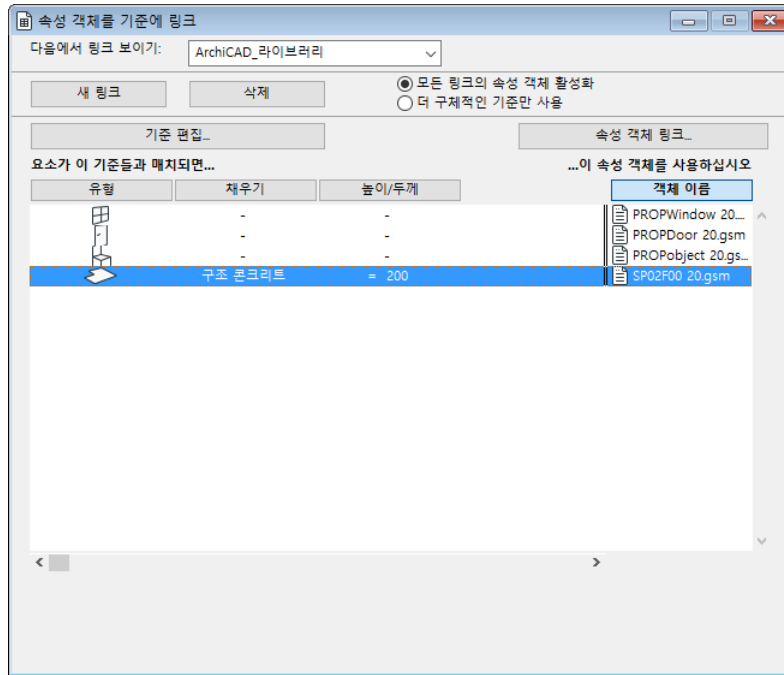 속성 객체를 기준에 링크
다음에서 링크 보이기: ArchiCAD_라이브러리
새 링크 삭제
모든 링크의 속성 객체 활성화
더 구체적인 기준만 사용
기준 편집... 속성 객체 링크...
요소가 이 기준들과 매치되면... ...이 속성 객체를 사용하십시오
유형 채우기 높이/두께 객체 이름
- - PROPWindow 20....
- - PROPDoor 20.gsm
- - PROPobject 20.gs...
구조 콘크리트 = 200 SP02F00 20.gsm